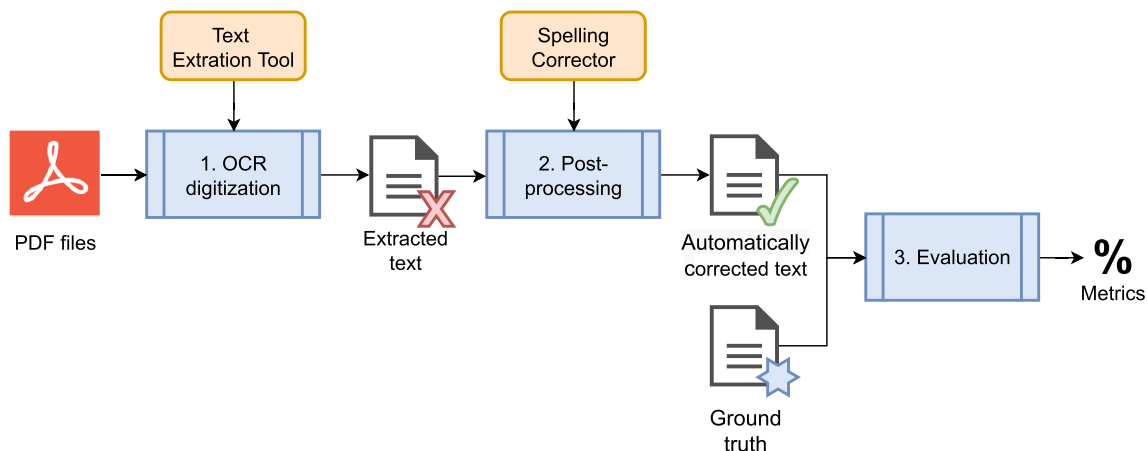 Text
Extration Tool
Spelling
Corrector
1. OCR
digitization
2. Post-
processing
PDF files
Extracted
text
Automatically
corrected text
3. Evaluation
%
Metrics
Ground
truth